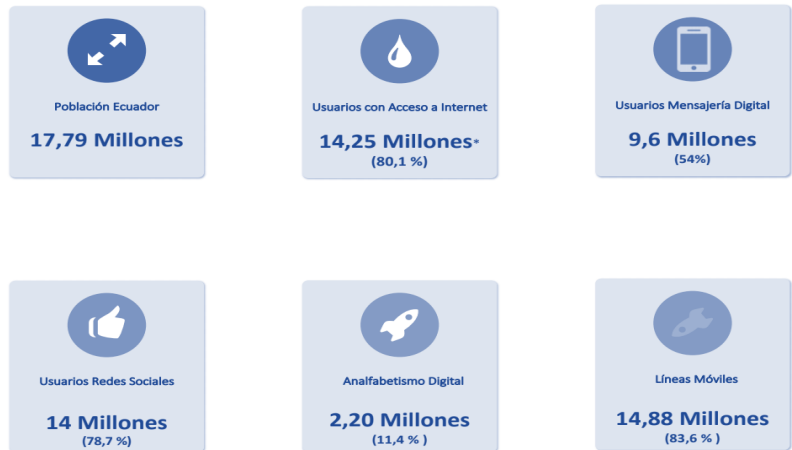 Población Ecuador
17,79 Millones
Usuarios con Acceso a Internet
14,25 Millones*
(80,1 %)
Usuarios Mensajería Digital
9,6 Millones
(54%)
Usuarios Redes Sociales
14 Millones
(78,7 %)
Analfabetismo Digital
2,20 Millones
(11,4 % )
Líneas Móviles
14,88 Millones
(83,6 % )